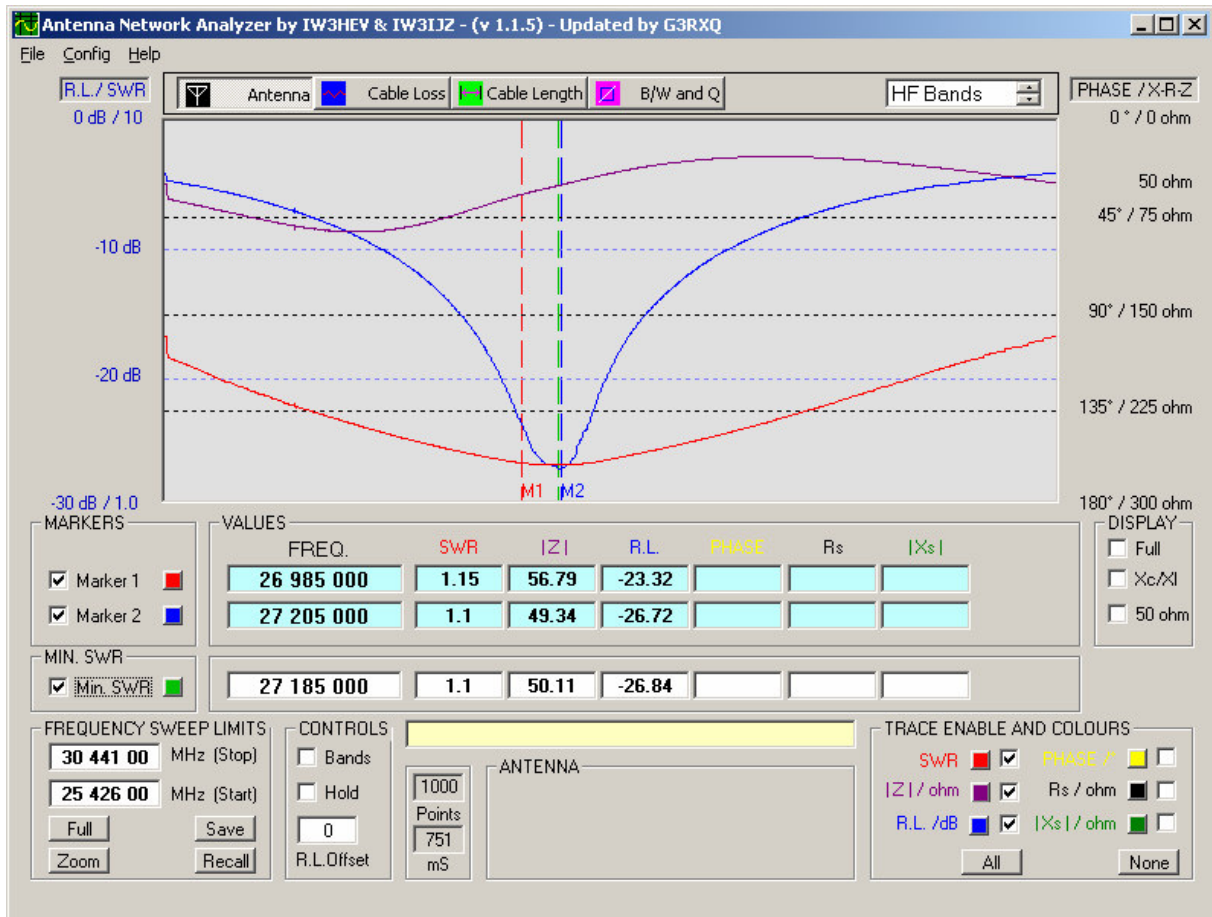 Antenna Network Analyzer by IW3HEV & IW3IJZ - (v 1.1.5) - Updated by G3RXQ
File Config Help
R.L./ SWR Antenna Cable Loss Cable Length B/W and Q HF Bands PHASE / X-R-Z
0 dB / 10 0 ° / 0 ohm
50 ohm
45° / 75 ohm
-10 dB
90° / 150 ohm
-20 dB
135° / 225 ohm
M1 M2
-30 dB / 1.0 180° / 300 ohm
MARKERS VALUES DISPLAY
FREQ. SWR |Z| R.L. PHASE Rs |Xs| Full
Marker 1 26 985 000 1.15 56.79 -23.32 Xc/Xl
Marker 2 27 205 000 1.1 49.34 -26.72 50 ohm
MIN. SWR
Min. SWR 27 185 000 1.1 50.11 -26.84
FREQUENCY SWEEP LIMITS CONTROLS TRACE ENABLE AND COLOURS
30 441 00 MHz (Stop) Bands ANTENNA SWR PHASE /°
25 426 00 MHz (Start) Hold 1000 |Z| / ohm Rs / ohm
Full Save 0 Points R.L. /dB |Xs| / ohm
Zoom Recall R.L.Offset 751 All None
mS